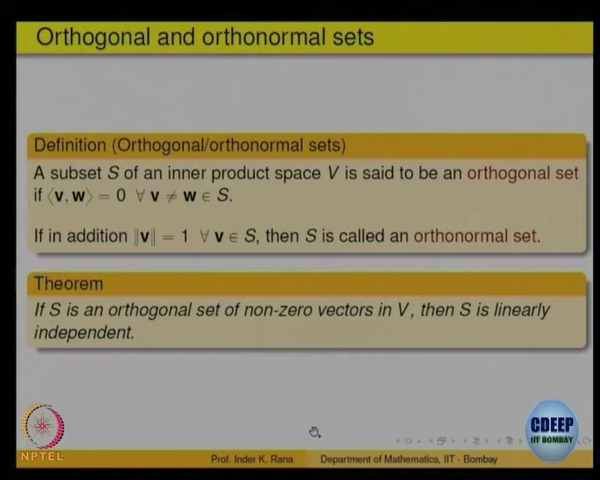 Orthogonal and orthonormal sets
Definition (Orthogonal/orthonormal sets)
A subset S of an inner product space V is said to be an orthogonal set
if ⟨v, w⟩ = 0 ∀ v ≠ w ∈ S.
If in addition ‖v‖ = 1 ∀ v ∈ S, then S is called an orthonormal set.
Theorem
If S is an orthogonal set of non-zero vectors in V, then S is linearly
independent.
NPTEL
CDEEP
IIT BOMBAY
Prof. Inder K. Rana Department of Mathematics, IIT - Bombay